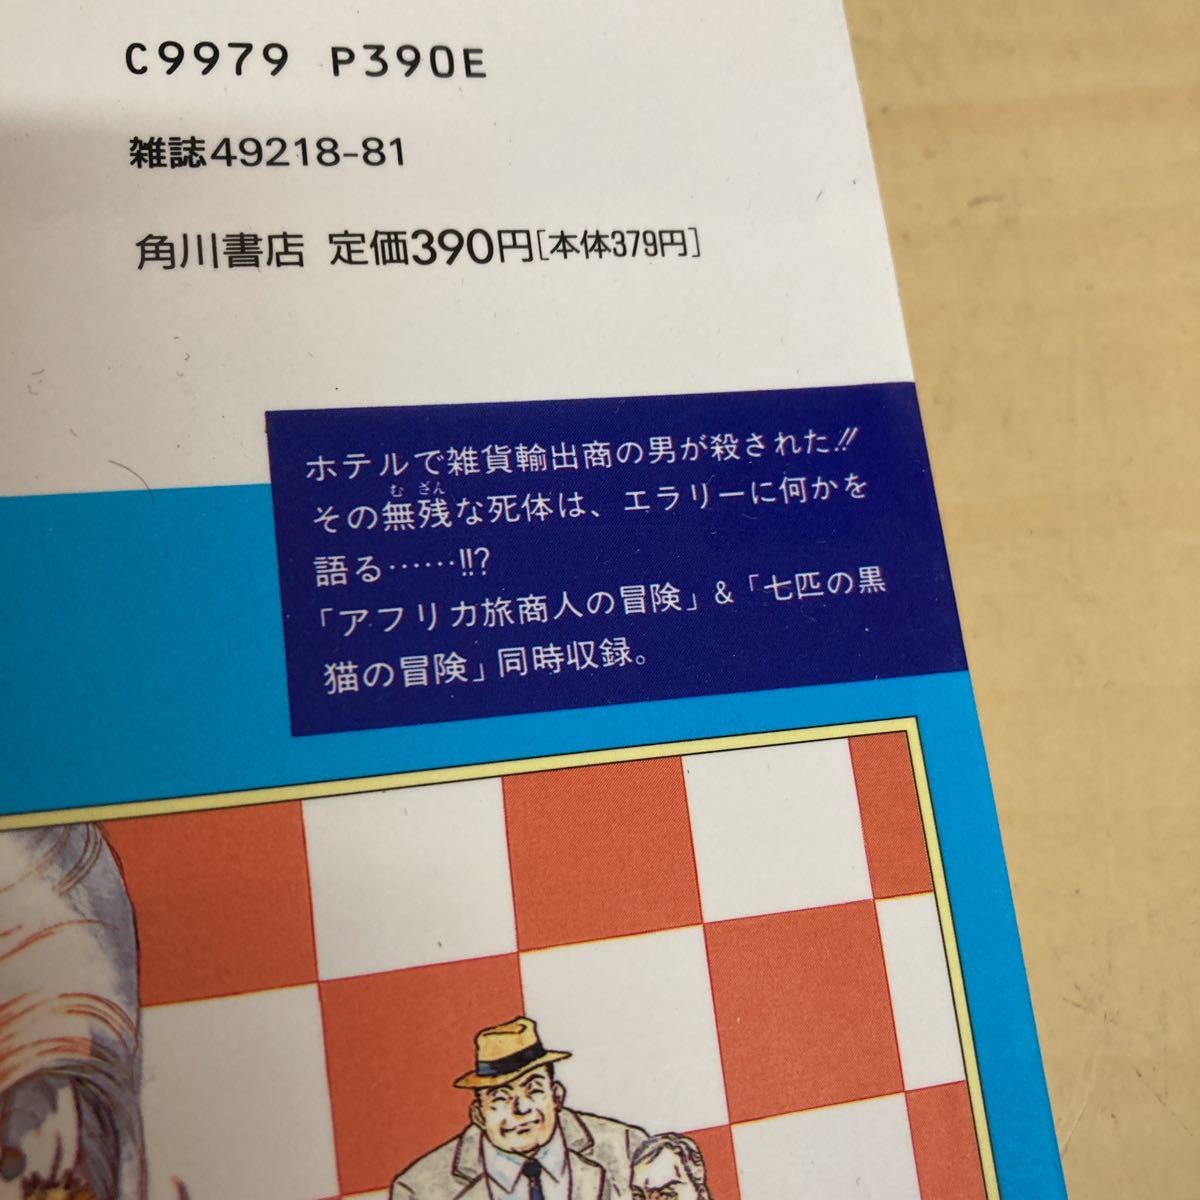 C9979 P390E
雑誌49218-81
角川書店 定価390円[本体379円]
ホテルで雑貨輸出商の男が殺された!!
その無残な死体は、エラリーに何かを
むざん
語る……!!?
「アフリカ旅商人の冒険」&「七匹の黒
猫の冒険」同時収録。